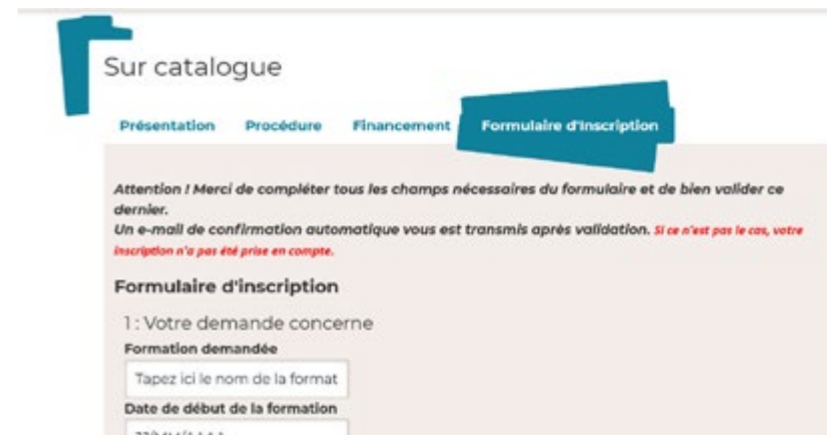 Sur catalogue
Présentation Procédure Financement Formulaire d'Inscription
Attention ! Merci de compléter tous les champs nécessaires du formulaire et de bien valider ce
dernier.
Un e-mail de confirmation automatique vous est transmis après validation. Si ce n'est pas le cas, votre
inscription n'a pas été prise en compte.
Formulaire d'inscription
1 : Votre demande concerne
Formation demandée
Tapez ici le nom de la format
Date de début de la formation
JJ/MM/AAAA